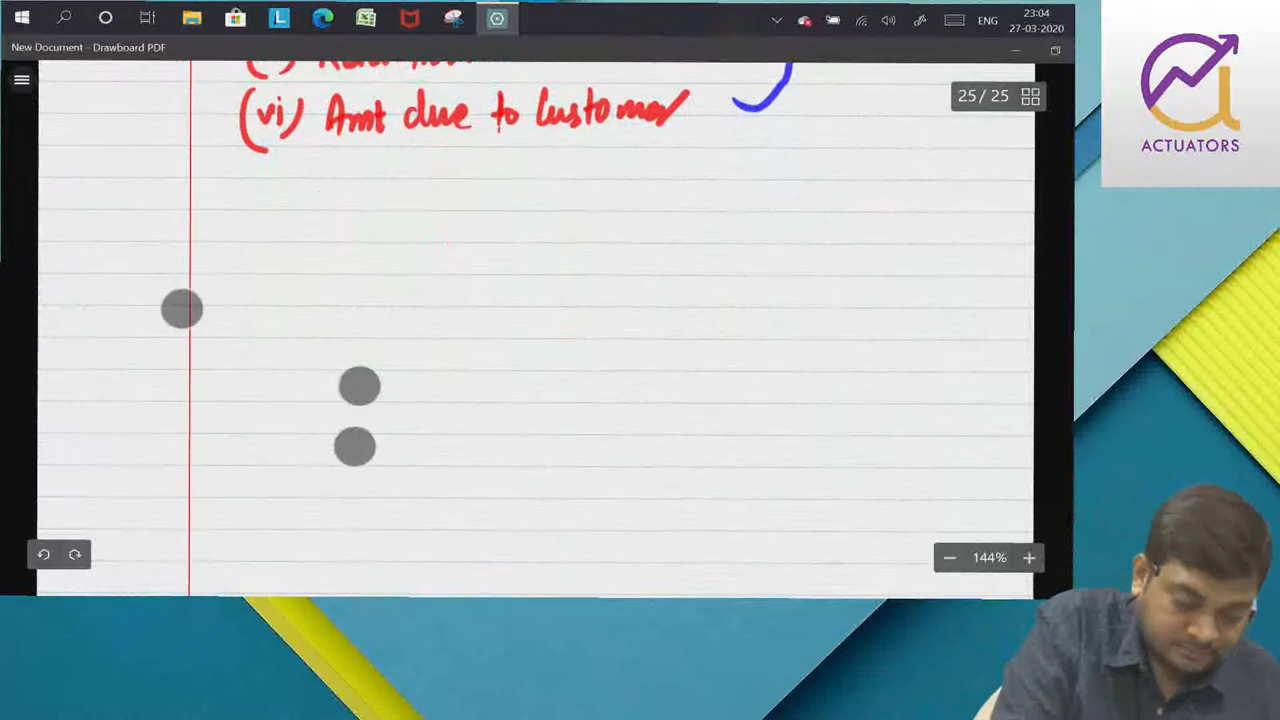 23:04
ENG
27-03-2020
New Document - Drawboard PDF
25 / 25
(vi) Amt due to Customer
144%
ACTUATORS